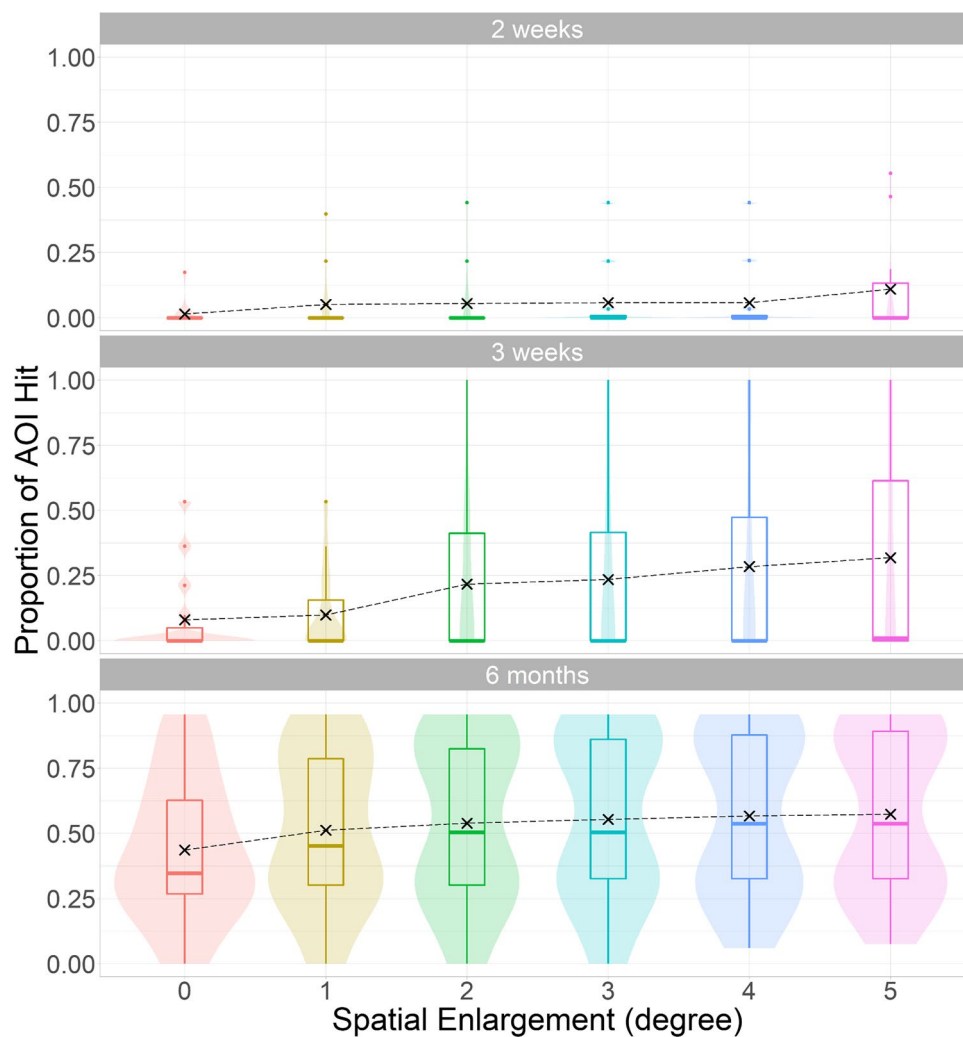 2 weeks
1.00
0.75
0.50
0.25
0.00
3 weeks
1.00
0.75
0.50
0.25
0.00
6 months
1.00
0.75
0.50
0.25
0.00
Proportion of AOI Hit
0 1 2 3 4 5
Spatial Enlargement (degree)